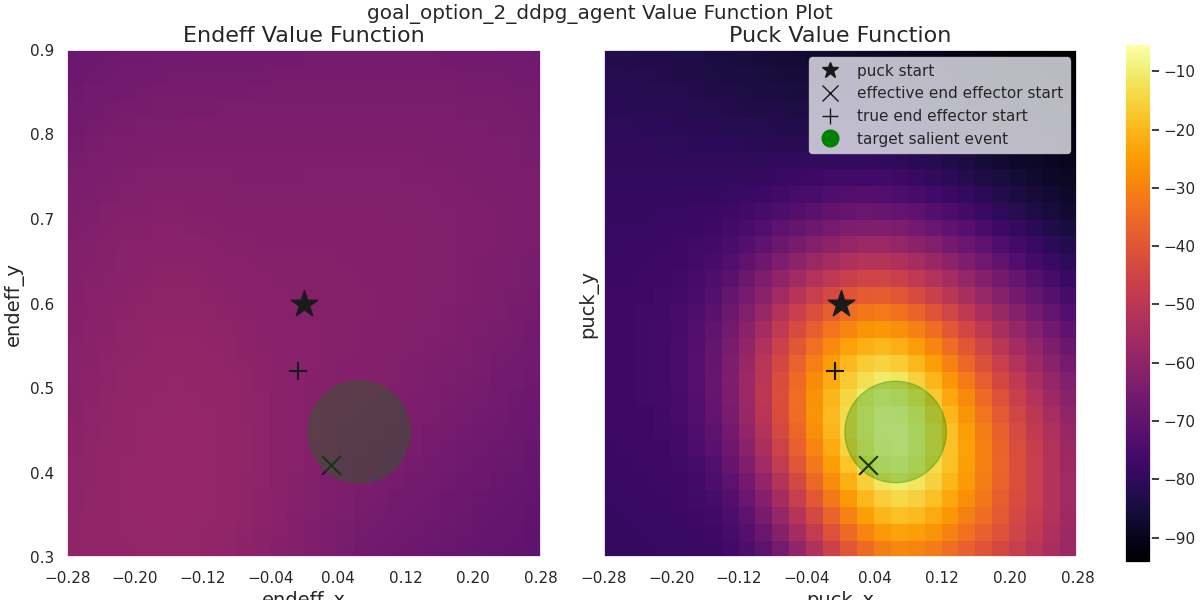 goal_option_2_ddpg_agent Value Function Plot
Endeff Value Function
Puck Value Function
puck start
effective end effector start
true end effector start
target salient event
endeff_y
0.9
0.8
0.7
0.6
0.5
0.4
0.3
−0.28 −0.20 −0.12 −0.04 0.04 0.12 0.20 0.28
endeff_x
puck_y
−0.28 −0.20 −0.12 −0.04 0.04 0.12 0.20 0.28
puck_x
−10
−20
−30
−40
−50
−60
−70
−80
−90